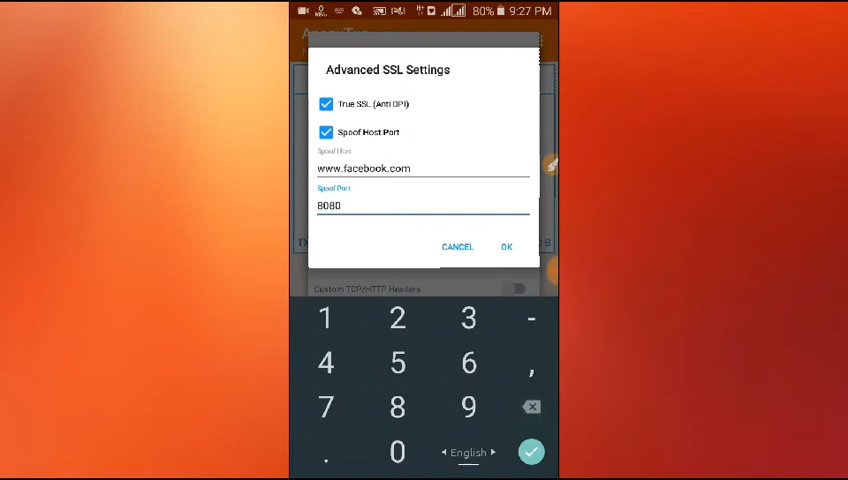 80% 9:27 PM
Advanced SSL Settings
True SSL (Anti DPI)
Spoof Host Port
Spoof Host
www.facebook.com
Spoof Port
8080
CANCEL OK
Custom TCP/HTTP Headers
1 2 3 -
4 5 6 ,
7 8 9
. 0 English